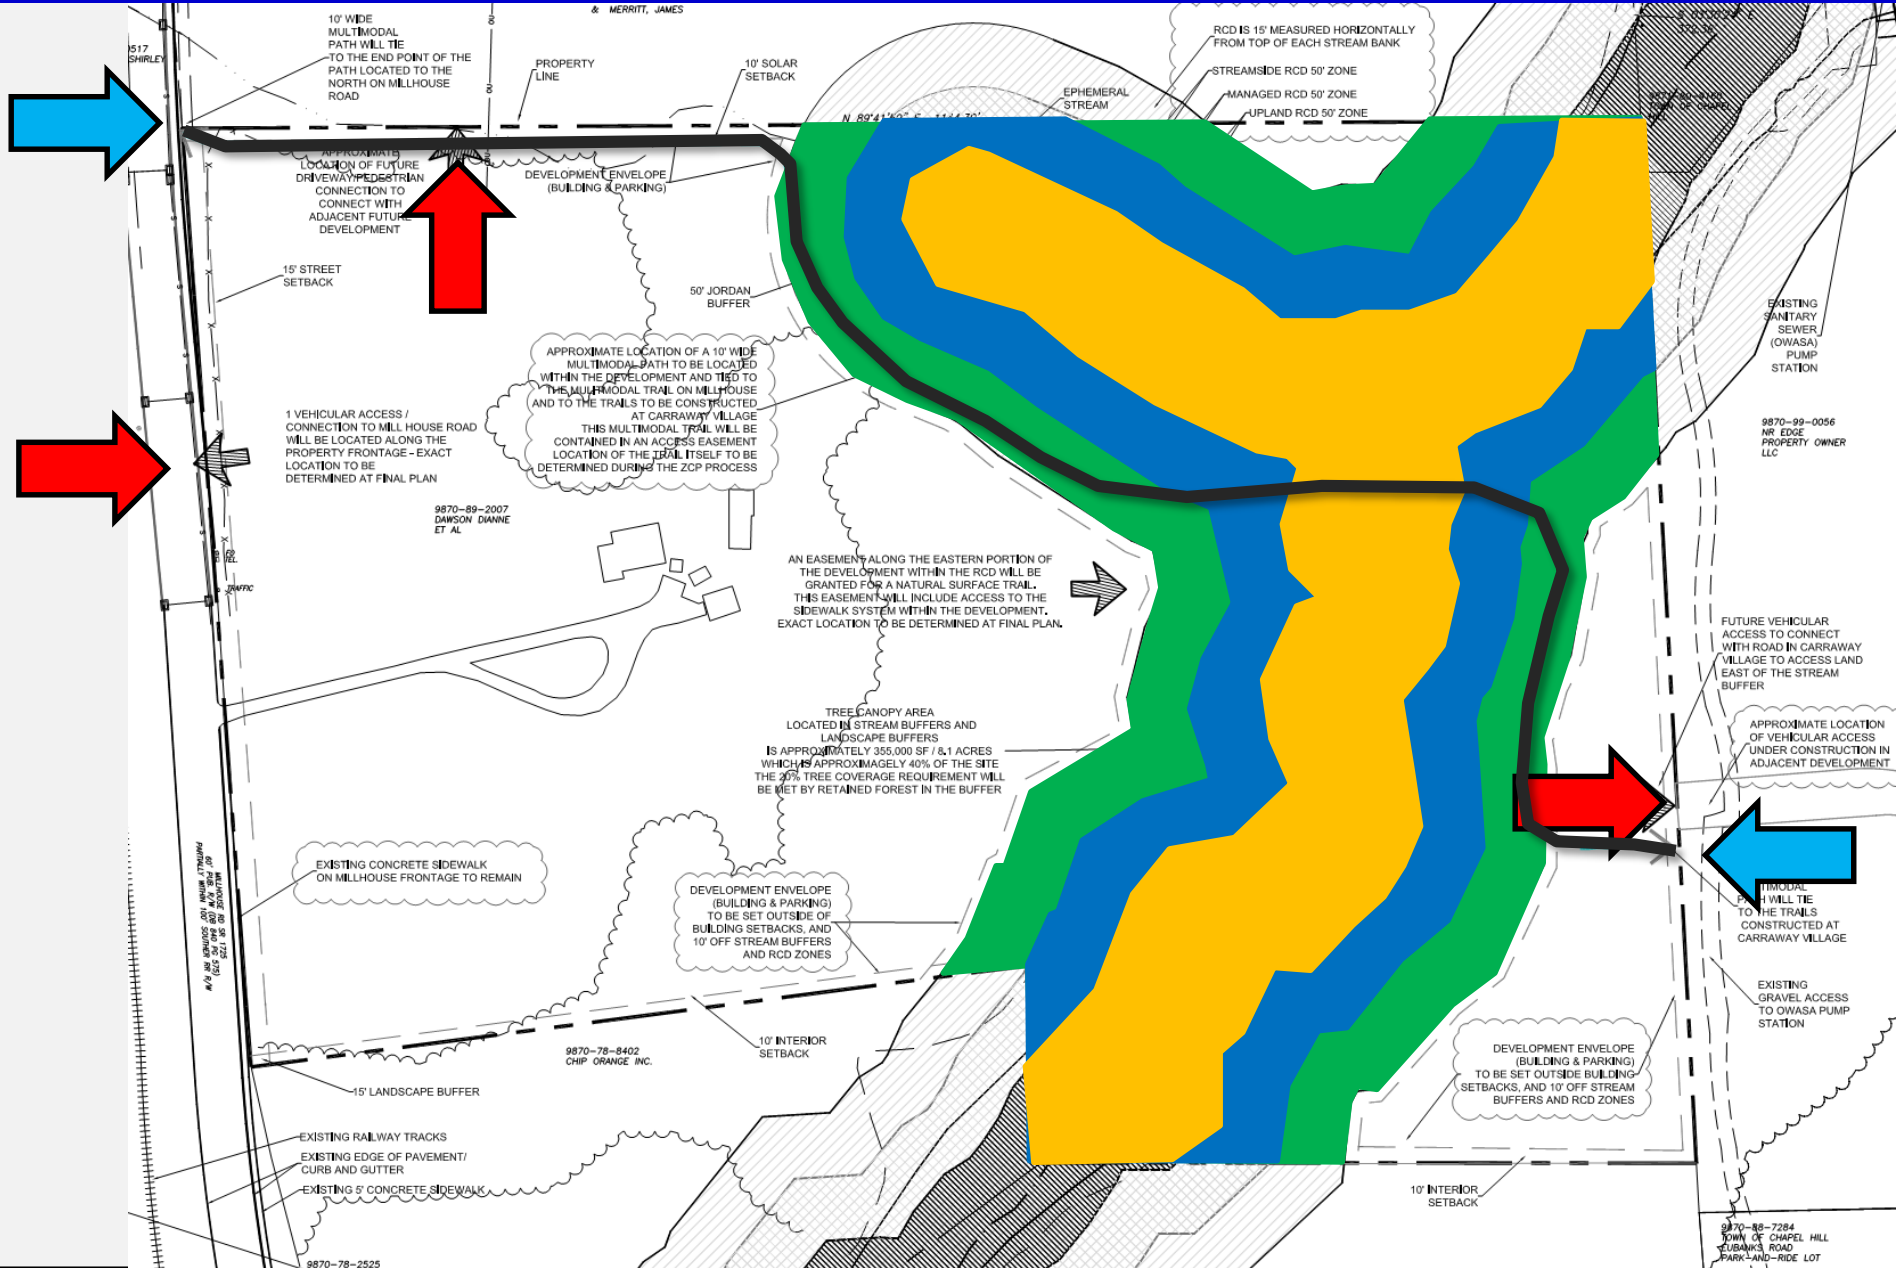 & MERRITT, JAMES
10' WIDE
MULTIMODAL
PATH WILL TIE
TO THE END POINT OF THE
PATH LOCATED TO THE
NORTH ON MILLHOUSE
ROAD
SHIRLEY
PROPERTY
LINE
10' SOLAR
SETBACK
EPHEMERAL
STREAM
RCD IS 15' MEASURED HORIZONTALLY
FROM TOP OF EACH STREAM BANK
STREAMSIDE RCD 50' ZONE
MANAGED RCD 50' ZONE
UPLAND RCD 50' ZONE
APPROXIMATE
LOCATION OF FUTURE
DRIVEWAY/PEDESTRIAN
CONNECTION TO
CONNECT WITH
ADJACENT FUTURE
DEVELOPMENT
DEVELOPMENT ENVELOPE
(BUILDING & PARKING)
15' STREET
SETBACK
50' JORDAN
BUFFER
APPROXIMATE LOCATION OF A 10' WIDE
MULTIMODAL PATH TO BE LOCATED
WITHIN THE DEVELOPMENT AND TIED TO
THE MULTIMODAL TRAIL ON MILLHOUSE
AND TO THE TRAILS TO BE CONSTRUCTED
AT CARRAWAY VILLAGE
THIS MULTIMODAL TRAIL WILL BE
CONTAINED IN AN ACCESS EASEMENT
LOCATION OF THE TRAIL ITSELF TO BE
DETERMINED DURING THE ZCP PROCESS
1 VEHICULAR ACCESS /
CONNECTION TO MILL HOUSE ROAD
WILL BE LOCATED ALONG THE
PROPERTY FRONTAGE - EXACT
LOCATION TO BE
DETERMINED AT FINAL PLAN
9870-89-2007
DAWSON DIANNE
ET AL
EXISTING
SANITARY
SEWER
(OWASA)
PUMP
STATION
9870-99-0056
NR EDGE
PROPERTY OWNER
LLC
TEL.
TRAFFIC
AN EASEMENT ALONG THE EASTERN PORTION OF
THE DEVELOPMENT WITHIN THE RCD WILL BE
GRANTED FOR A NATURAL SURFACE TRAIL.
THIS EASEMENT WILL INCLUDE ACCESS TO THE
SIDEWALK SYSTEM WITHIN THE DEVELOPMENT.
EXACT LOCATION TO BE DETERMINED AT FINAL PLAN.
FUTURE VEHICULAR
ACCESS TO CONNECT
WITH ROAD IN CARRAWAY
VILLAGE TO ACCESS LAND
EAST OF THE STREAM
BUFFER
TREE CANOPY AREA
LOCATED IN STREAM BUFFERS AND
LANDSCAPE BUFFERS
IS APPROXIMATELY 355,000 SF / 8.1 ACRES
WHICH IS APPROXIMAGELY 40% OF THE SITE
THE 20% TREE COVERAGE REQUIREMENT WILL
BE MET BY RETAINED FOREST IN THE BUFFER
APPROXIMATE LOCATION
OF VEHICULAR ACCESS
UNDER CONSTRUCTION IN
ADJACENT DEVELOPMENT
EXISTING CONCRETE SIDEWALK
ON MILLHOUSE FRONTAGE TO REMAIN
MILLHOUSE RD SR 1725
60' PUB. R/W (DB 840 PG 575)
PARTIALLY WITHIN 100' SOUTHER RR R/W
DEVELOPMENT ENVELOPE
(BUILDING & PARKING)
TO BE SET OUTSIDE OF
BUILDING SETBACKS, AND
10' OFF STREAM BUFFERS
AND RCD ZONES
WILL TIE
TO THE TRAILS
CONSTRUCTED AT
CARRAWAY VILLAGE
EXISTING
GRAVEL ACCESS
TO OWASA PUMP
STATION
10' INTERIOR
SETBACK
9870-78-8402
CHIP ORANGE INC.
DEVELOPMENT ENVELOPE
(BUILDING & PARKING)
TO BE SET OUTSIDE BUILDING
SETBACKS, AND 10' OFF STREAM
BUFFERS AND RCD ZONES
15' LANDSCAPE BUFFER
EXISTING RAILWAY TRACKS
EXISTING EDGE OF PAVEMENT/
CURB AND GUTTER
EXISTING 5' CONCRETE SIDEWALK
10' INTERIOR
SETBACK
9870-88-7284
TOWN OF CHAPEL HILL
EUBANKS ROAD
PARK-AND-RIDE LOT
9870-78-2525